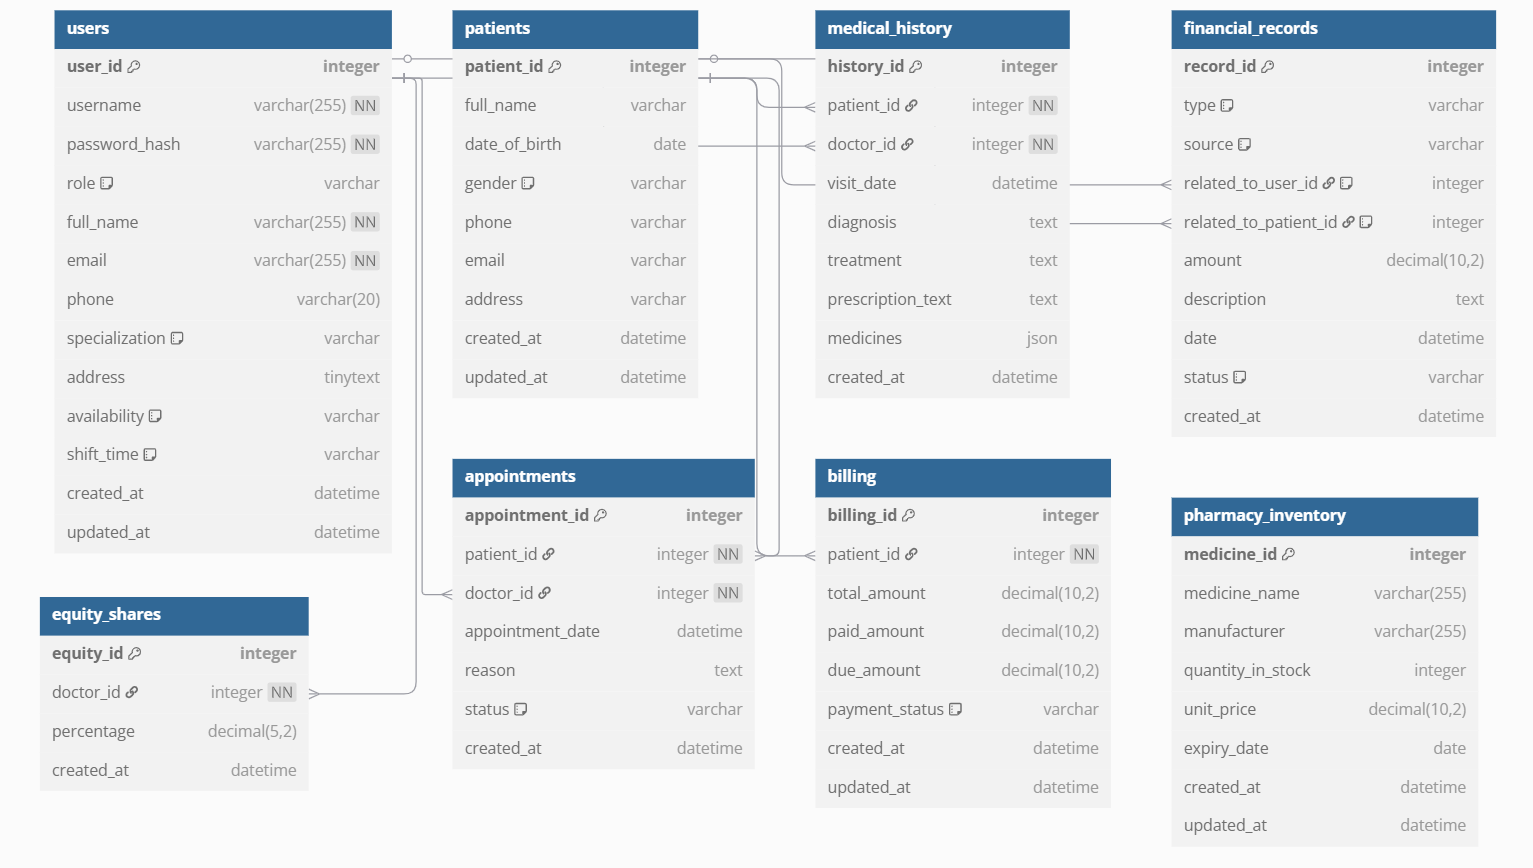 users
user_id integer
username varchar(255) NN
password_hash varchar(255) NN
role varchar
full_name varchar(255) NN
email varchar(255) NN
phone varchar(20)
specialization varchar
address tinytext
availability varchar
shift_time varchar
created_at datetime
updated_at datetime
patients
patient_id integer
full_name varchar
date_of_birth date
gender varchar
phone varchar
email varchar
address varchar
created_at datetime
updated_at datetime
medical_history
history_id integer
patient_id integer NN
doctor_id integer NN
visit_date datetime
diagnosis text
treatment text
prescription_text text
medicines json
created_at datetime
financial_records
record_id integer
type varchar
source varchar
related_to_user_id integer
related_to_patient_id integer
amount decimal(10,2)
description text
date datetime
status varchar
created_at datetime
equity_shares
equity_id integer
doctor_id integer NN
percentage decimal(5,2)
created_at datetime
appointments
appointment_id integer
patient_id integer NN
doctor_id integer NN
appointment_date datetime
reason text
status varchar
created_at datetime
billing
billing_id integer
patient_id integer NN
total_amount decimal(10,2)
paid_amount decimal(10,2)
due_amount decimal(10,2)
payment_status varchar
created_at datetime
updated_at datetime
pharmacy_inventory
medicine_id integer
medicine_name varchar(255)
manufacturer varchar(255)
quantity_in_stock integer
unit_price decimal(10,2)
expiry_date date
created_at datetime
updated_at datetime